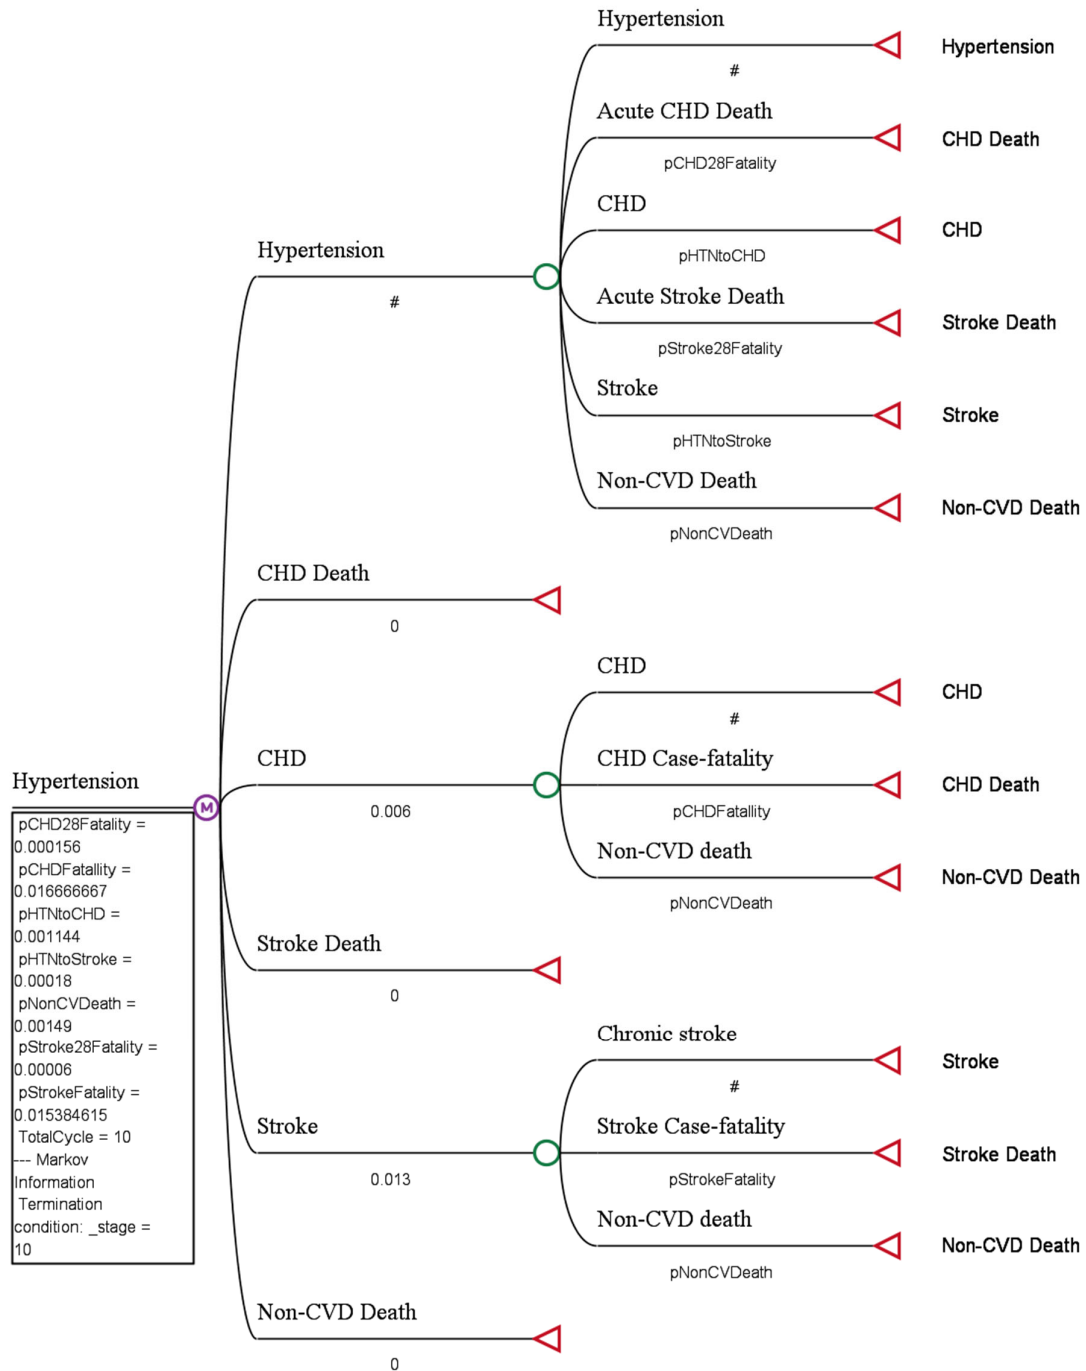 Hypertension
#
Hypertension
Acute CHD Death
pCHD28Fatality
CHD Death
CHD
pHTNtoCHD
CHD
Hypertension
#
Acute Stroke Death
pStroke28Fatality
Stroke Death
Stroke
pHTNtoStroke
Stroke
Non-CVD Death
pNonCVDeath
Non-CVD Death
CHD Death
0
CHD
#
CHD
CHD
0.006
CHD Case-fatality
pCHDFatallity
CHD Death
Non-CVD death
pNonCVDeath
Non-CVD Death
Hypertension
M
pCHD28Fatality =
0.000156
pCHDFatallity =
0.016666667
pHTNtoCHD =
0.001144
pHTNtoStroke =
0.00018
pNonCVDeath =
0.00149
pStroke28Fatality =
0.00006
pStrokeFatality =
0.015384615
TotalCycle = 10
--- Markov
Information
Termination
condition: _stage =
10
Stroke Death
0
Chronic stroke
#
Stroke
Stroke
0.013
Stroke Case-fatality
pStrokeFatality
Stroke Death
Non-CVD death
pNonCVDeath
Non-CVD Death
Non-CVD Death
0